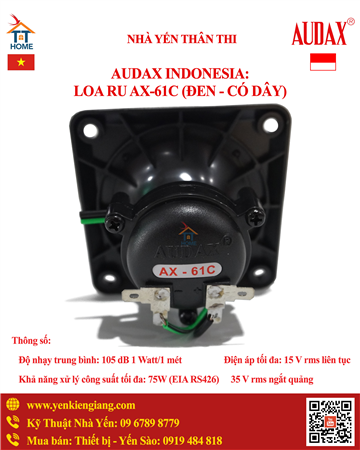 NHÀ YẾN THÂN THI
AUDAX®
HOME
AUDAX INDONESIA:
LOA RU AX-61C (ĐEN - CÓ DÂY)
AUDAX®
AX - 61C
Thông số:
Độ nhạy trung bình: 105 dB 1 Watt/1 mét
Điện áp tối đa: 15 V rms liên tục
Khả năng xử lý công suất tối đa: 75W (EIA RS426)
35 V rms ngắt quảng
www.yenkiengiang.com
Kỹ Thuật Nhà Yến: 09 6789 8779
Mua bán: Thiết bị - Yến Sào: 0919 484 818